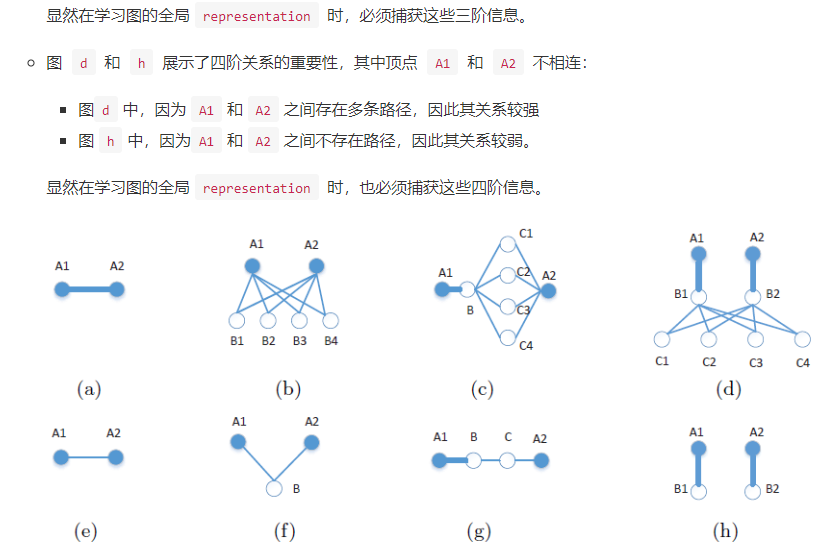 显然在学习图的全局 representation 时，必须捕获这些三阶信息。
图 d 和 h 展示了四阶关系的重要性，其中顶点 A1 和 A2 不相连：
图 d 中，因为 A1 和 A2 之间存在多条路径，因此其关系较强
图 h 中，因为 A1 和 A2 之间不存在路径，因此其关系较弱。
显然在学习图的全局 representation 时，也必须捕获这些四阶信息。
A1 A2
(a)
A1 A2
B1 B2 B3 B4
(b)
C1
A1 C2 A2
B C3
C4
(c)
A1 A2
B1 B2
C1 C2 C3 C4
(d)
A1 A2
(e)
A1 A2
B
(f)
A1 B C A2
(g)
A1 A2
B1 B2
(h)